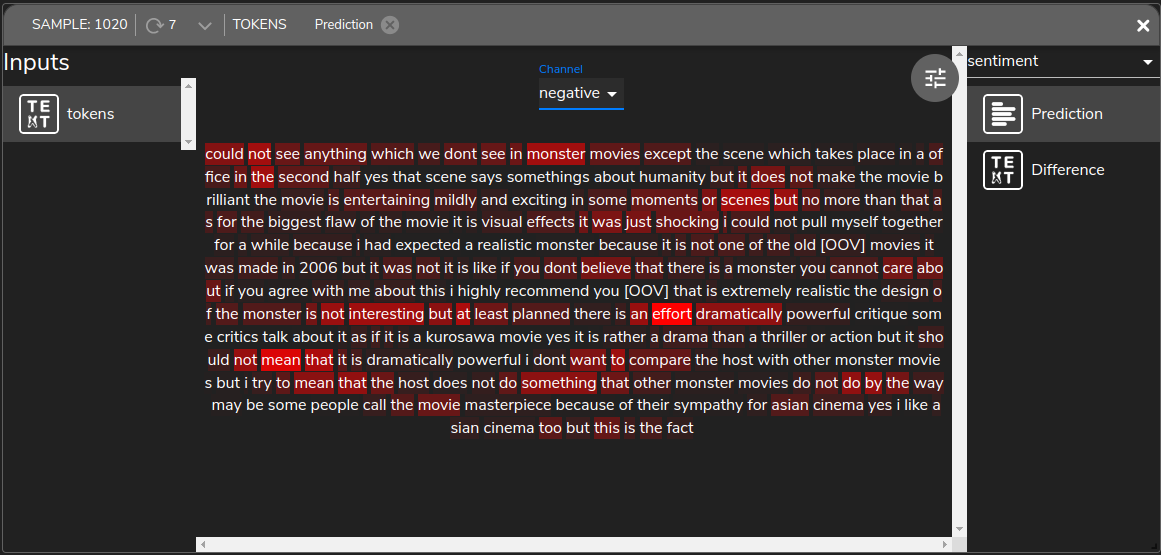 SAMPLE: 1020 7 TOKENS Prediction
Inputs
TEXT tokens
Channel
negative
could not see anything which we dont see in monster movies except the scene which takes place in a of
fice in the second half yes that scene says somethings about humanity but it does not make the movie b
rilliant the movie is entertaining mildly and exciting in some moments or scenes but no more than that a
s for the biggest flaw of the movie it is visual effects it was just shocking i could not pull myself together
for a while because i had expected a realistic monster because it is not one of the old [OOV] movies it
was made in 2006 but it was not it is like if you dont believe that there is a monster you cannot care abo
ut if you agree with me about this i highly recommend you [OOV] that is extremely realistic the design o
f the monster is not interesting but at least planned there is an effort dramatically powerful critique som
e critics talk about it as if it is a kurosawa movie yes it is rather a drama than a thriller or action but it sho
uld not mean that it is dramatically powerful i dont want to compare the host with other monster movie
s but i try to mean that the host does not do something that other monster movies do not do by the way
may be some people call the movie masterpiece because of their sympathy for asian cinema yes i like a
sian cinema too but this is the fact
sentiment
Prediction
TEXT Difference